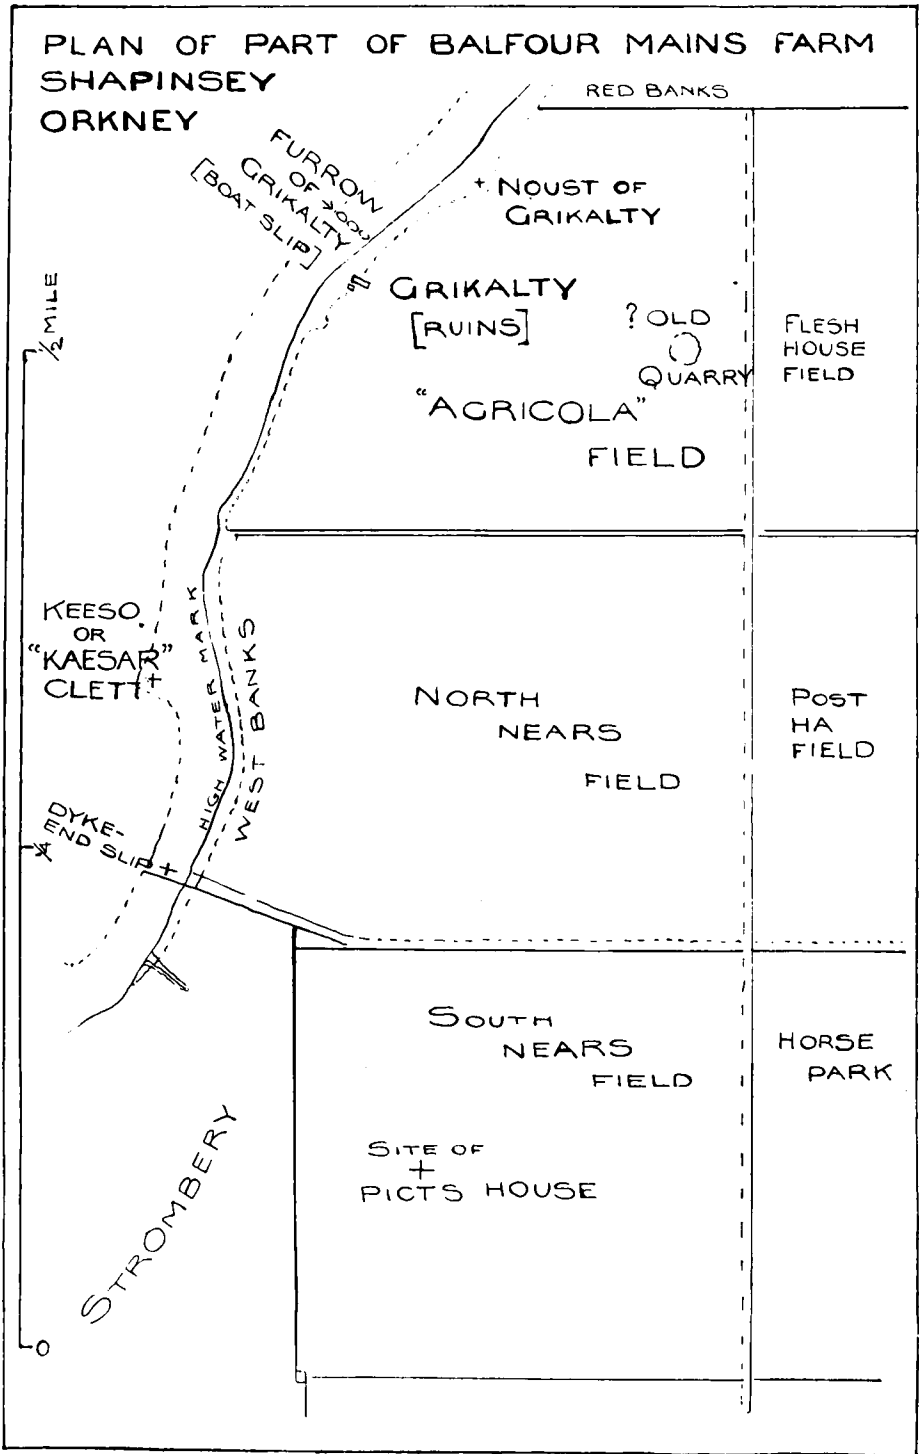 PLAN OF PART OF BALFOUR MAINS FARM
SHAPINSEY
ORKNEY
RED BANKS
FURROW
OF
GRIKALTY
[BOAT SLIP]
NOUST OF
GRIKALTY
GRIKALTY
[RUINS]
? OLD
QUARRY
FLESH
HOUSE
FIELD
"AGRICOLA"
FIELD
½ MILE
KEESO
OR
"KAESAR"
CLETT
HIGH WATER MARK
WEST BANKS
NORTH
NEARS
FIELD
POST
HA
FIELD
DYKE-
END SLIP
¼
SOUTH
NEARS
FIELD
HORSE
PARK
SITE OF
PICTS HOUSE
STROMBERY
0